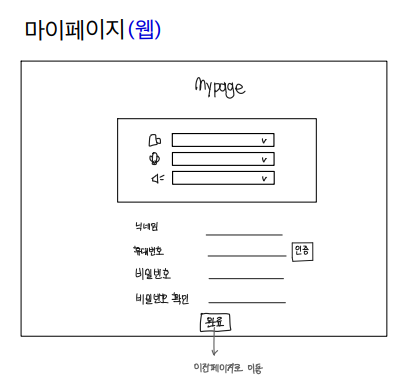 마이페이지(웹)
Mypage
닉네임
휴대번호 인증
비밀번호
비밀번호 확인
완료
이전페이지로 이동